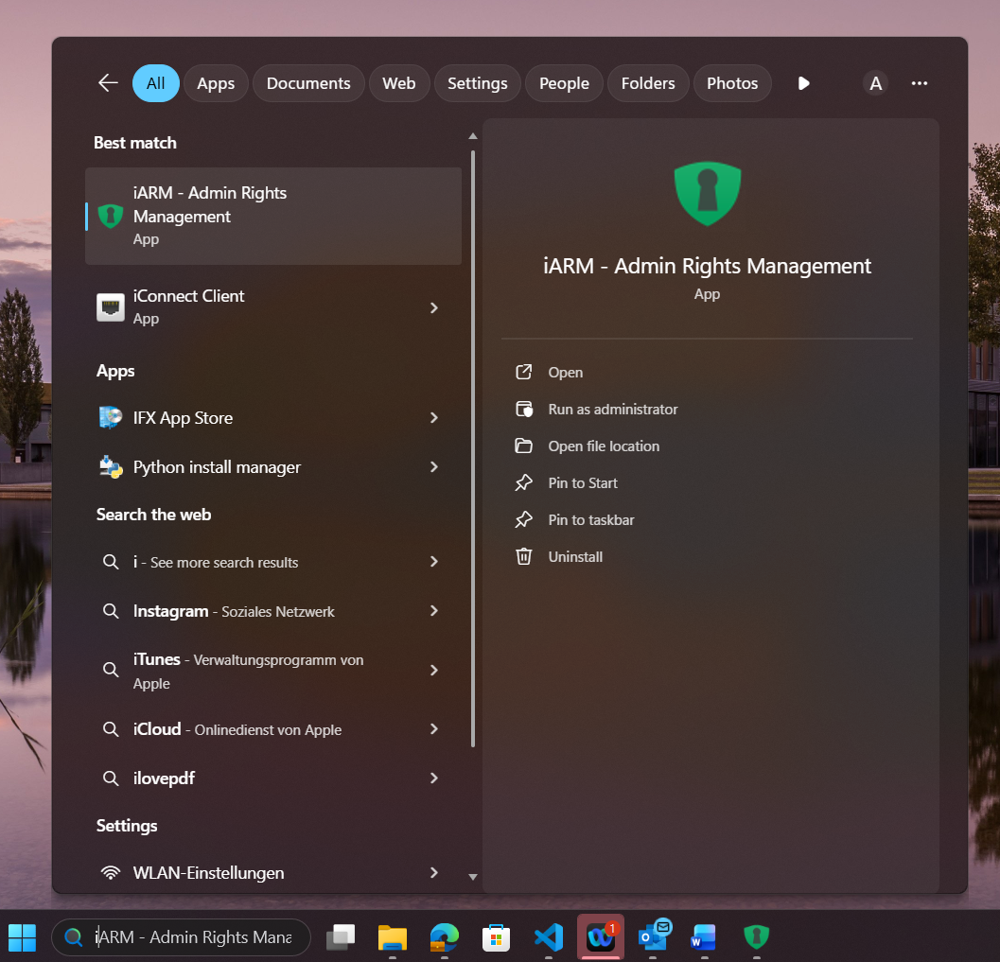 All Apps Documents Web Settings People Folders Photos A
Best match
iARM - Admin Rights
Management
App
iConnect Client
App
Apps
IFX App Store
Python install manager
Search the web
i - See more search results
Instagram - Soziales Netzwerk
iTunes - Verwaltungsprogramm von
Apple
iCloud - Onlinedienst von Apple
ilovepdf
Settings
WLAN-Einstellungen
iARM - Admin Rights Management
App
Open
Run as administrator
Open file location
Pin to Start
Pin to taskbar
Uninstall
iARM - Admin Rights Mana
1